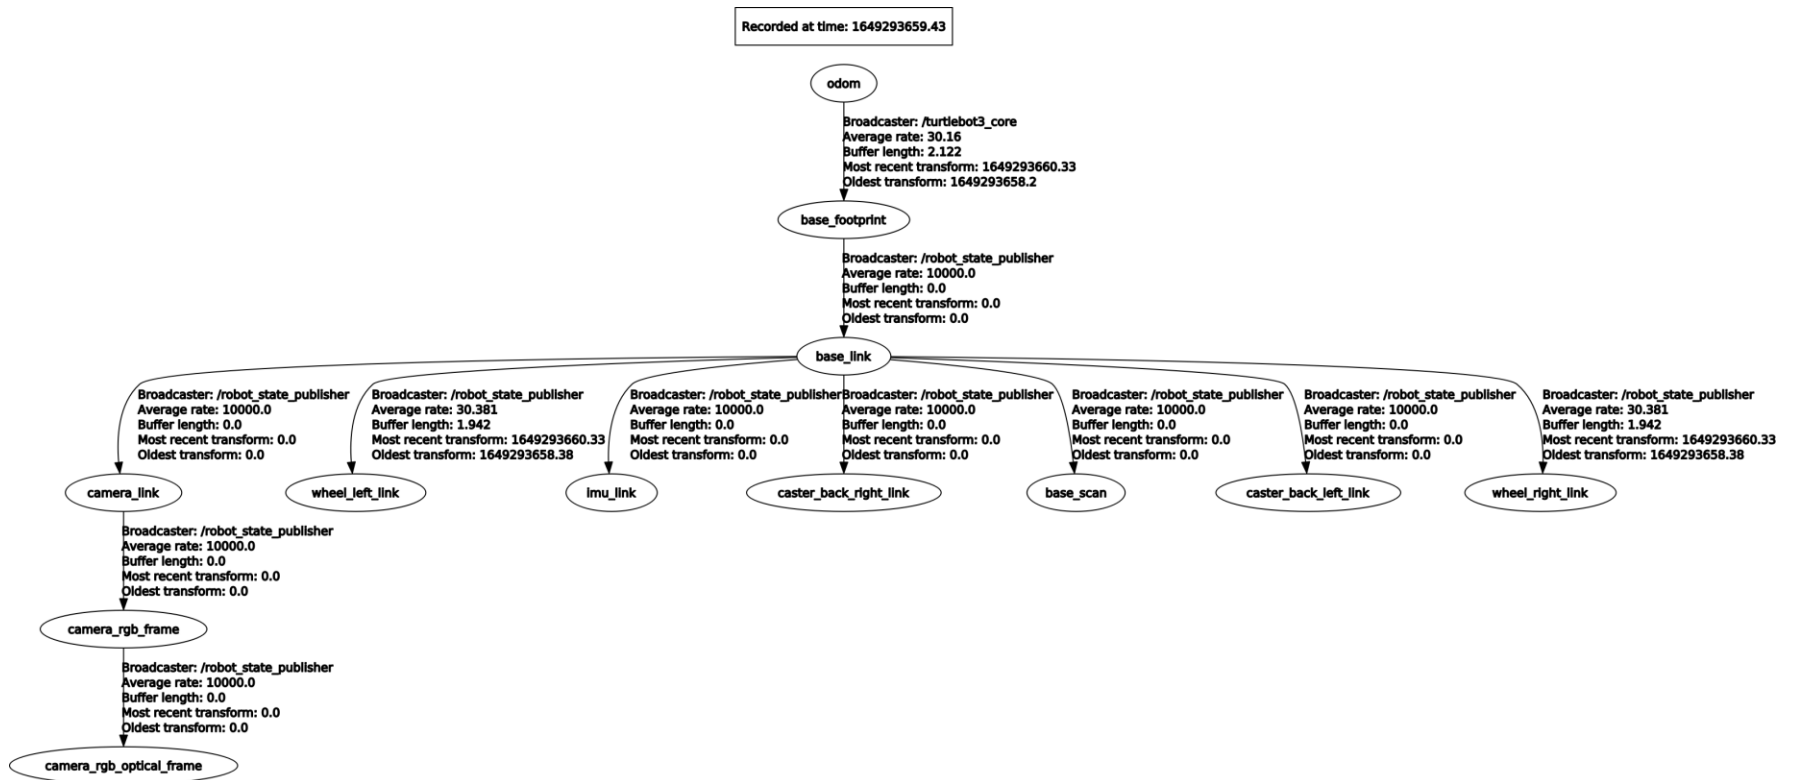 Recorded at time: 1649293659.43
odom
Broadcaster: /turtlebot3_core
Average rate: 30.16
Buffer length: 2.122
Most recent transform: 1649293660.33
Oldest transform: 1649293658.2
base_footprint
Broadcaster: /robot_state_publisher
Average rate: 10000.0
Buffer length: 0.0
Most recent transform: 0.0
Oldest transform: 0.0
base_link
Broadcaster: /robot_state_publisher
Average rate: 10000.0
Buffer length: 0.0
Most recent transform: 0.0
Oldest transform: 0.0
Broadcaster: /robot_state_publisher
Average rate: 30.381
Buffer length: 1.942
Most recent transform: 1649293660.33
Oldest transform: 1649293658.38
Broadcaster: /robot_state_publisher
Average rate: 10000.0
Buffer length: 0.0
Most recent transform: 0.0
Oldest transform: 0.0
Broadcaster: /robot_state_publisher
Average rate: 10000.0
Buffer length: 0.0
Most recent transform: 0.0
Oldest transform: 0.0
Broadcaster: /robot_state_publisher
Average rate: 10000.0
Buffer length: 0.0
Most recent transform: 0.0
Oldest transform: 0.0
Broadcaster: /robot_state_publisher
Average rate: 10000.0
Buffer length: 0.0
Most recent transform: 0.0
Oldest transform: 0.0
Broadcaster: /robot_state_publisher
Average rate: 30.381
Buffer length: 1.942
Most recent transform: 1649293660.33
Oldest transform: 1649293658.38
camera_link
wheel_left_link
imu_link
caster_back_right_link
base_scan
caster_back_left_link
wheel_right_link
Broadcaster: /robot_state_publisher
Average rate: 10000.0
Buffer length: 0.0
Most recent transform: 0.0
Oldest transform: 0.0
camera_rgb_frame
Broadcaster: /robot_state_publisher
Average rate: 10000.0
Buffer length: 0.0
Most recent transform: 0.0
Oldest transform: 0.0
camera_rgb_optical_frame